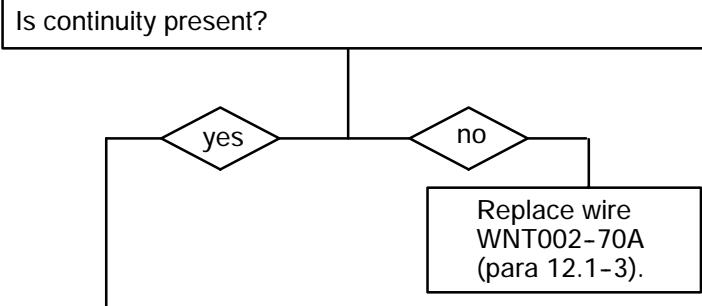 Is continuity present?
yes
no
Replace wire
WNT002-70A
(para 12.1-3).